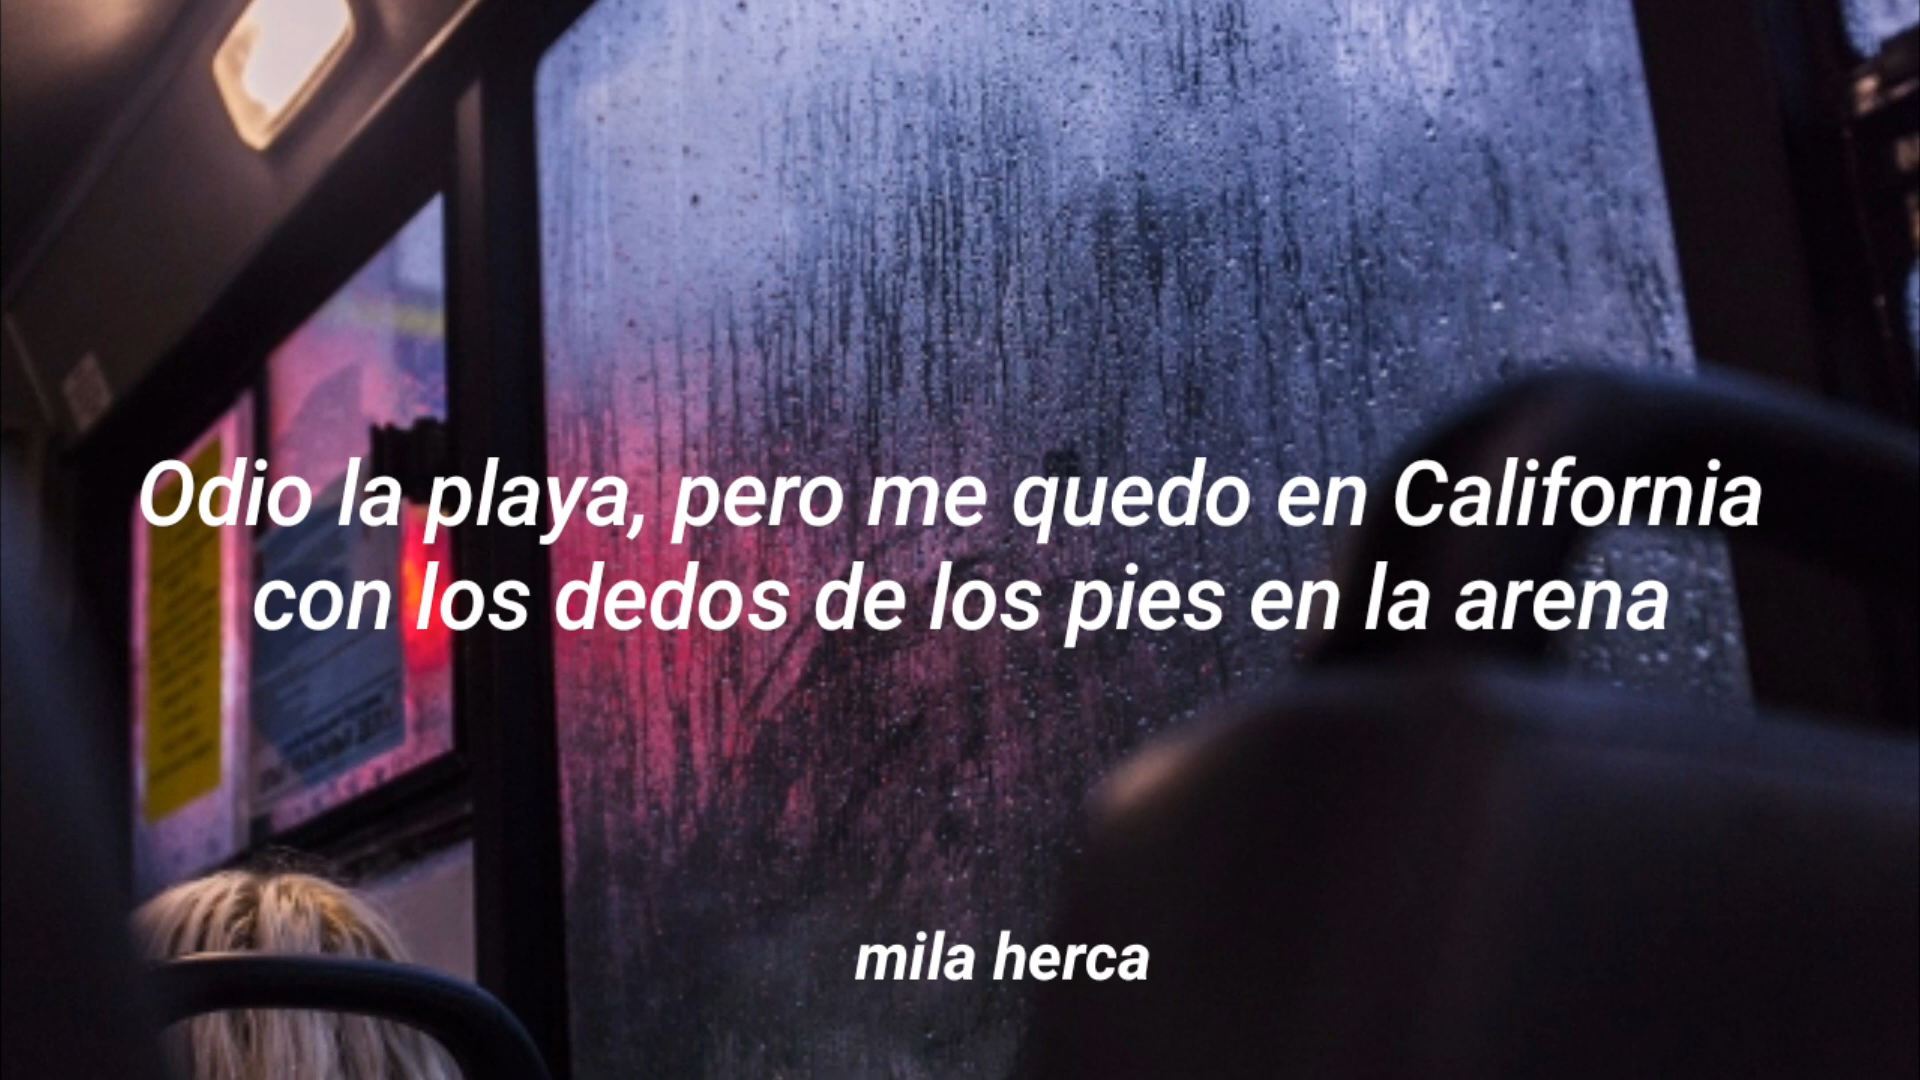 Odio la playa, pero me quedo en California
con los dedos de los pies en la arena
mila herca